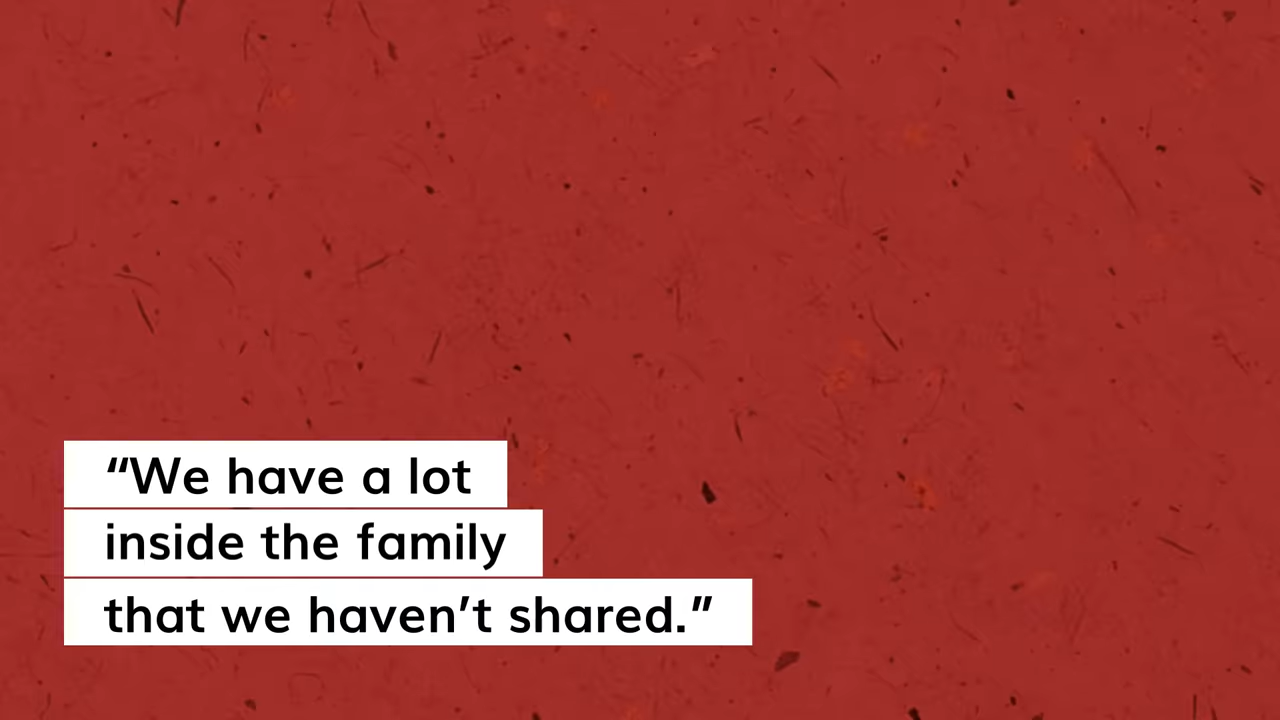 “We have a lot
inside the family
that we haven’t shared.”